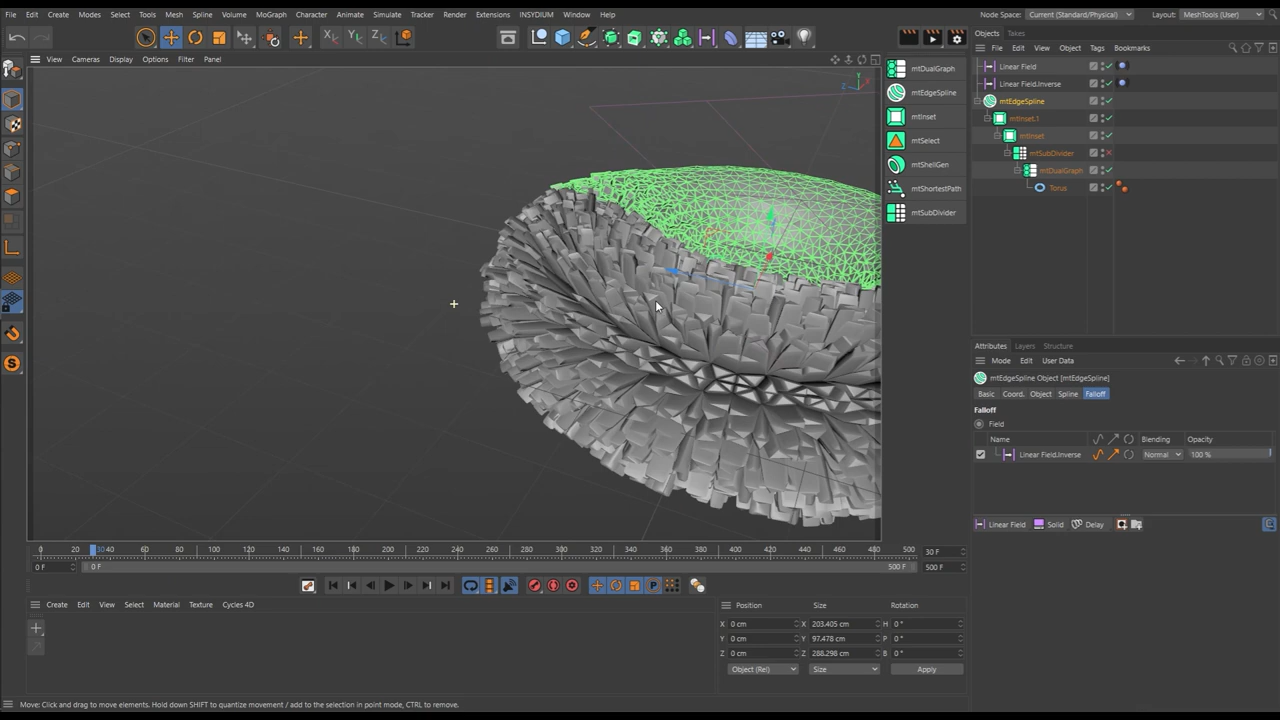 File Edit Create Modes Select Tools Mesh Spline Volume MoGraph Character Animate Simulate Tracker Render Extensions INSYDIUM Window Help
Node Space: Current (Standard/Physical) Layout: MeshTools (User)
View Cameras Display Options Filter Panel
mtDualGraph
mtEdgeSpline
mtInset
mtSelect
mtShellGen
mtShortestPath
mtSubDivider
Objects Takes
File Edit View Object Tags Bookmarks
Linear Field
Linear Field.Inverse
mtEdgeSpline
mtInset.1
mtInset
mtSubDivider
mtDualGraph
Torus
Attributes Layers Structure
Mode Edit User Data
mtEdgeSpline Object [mtEdgeSpline]
Basic Coord. Object Spline Falloff
Falloff
Field
Name Blending Opacity
Linear Field.Inverse Normal 100 %
Linear Field Solid Delay
0 20 30 40 60 80 100 120 140 160 180 200 220 240 260 280 300 320 340 360 380 400 420 440 460 480 500 30 F
0 F 0 F 500 F 500 F
Create Edit View Select Material Texture Cycles 4D
Position Size Rotation
X 0 cm X 203.405 cm H 0 °
Y 0 cm Y 97.478 cm P 0 °
Z 0 cm Z 288.298 cm B 0 °
Object (Rel) Size Apply
Move: Click and drag to move elements. Hold down SHIFT to quantize movement / add to the selection in point mode, CTRL to remove.